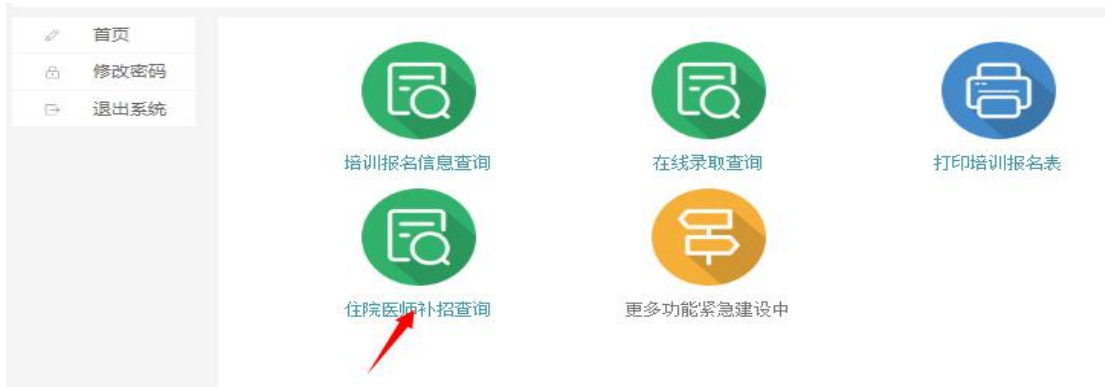 首页
修改密码
退出系统
培训报名信息查询
在线录取查询
打印培训报名表
住院医师补招查询
更多功能紧急建设中